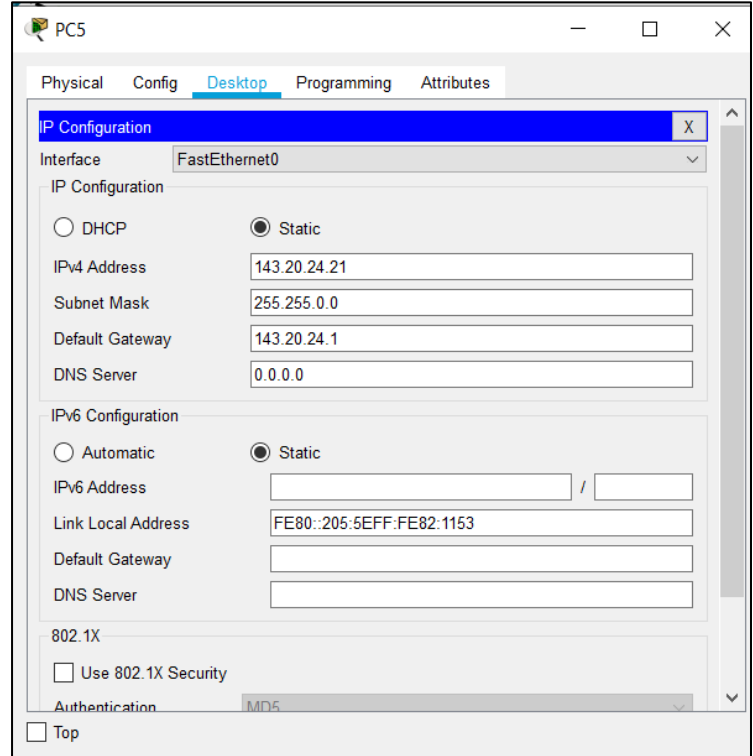 PC5
Physical Config Desktop Programming Attributes
IP Configuration X
Interface FastEthernet0
IP Configuration
DHCP Static
IPv4 Address 143.20.24.21
Subnet Mask 255.255.0.0
Default Gateway 143.20.24.1
DNS Server 0.0.0.0
IPv6 Configuration
Automatic Static
IPv6 Address /
Link Local Address FE80::205:5EFF:FE82:1153
Default Gateway
DNS Server
802.1X
Use 802.1X Security
Authentication MD5
Top